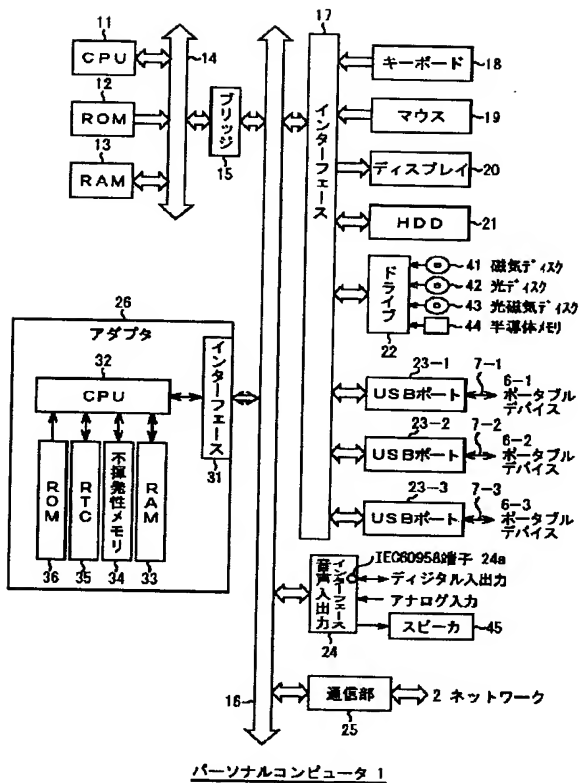 11
CPU
12
ROM
13
RAM
14
ブリッジ
15
17
インターフェース
キーボード 18
マウス 19
ディスプレイ 20
HDD 21
ドライブ
22
41 磁気ディスク
42 光ディスク
43 光磁気ディスク
44 半導体メモリ
23-1
USBポート
7-1
6-1
ポータブル
デバイス
23-2
USBポート
7-2
6-2
ポータブル
デバイス
23-3
USBポート
7-3
6-3
ポータブル
デバイス
26
アダプタ
32
CPU
インターフェース
31
ROM
RTC
不揮発性メモリ
RAM
36
35
34
33
音声入出力
インターフェース
24
IEC60958端子 24a
ディジタル入出力
アナログ入力
スピーカ 45
16
通信部
25
2 ネットワーク
パーソナルコンピュータ 1